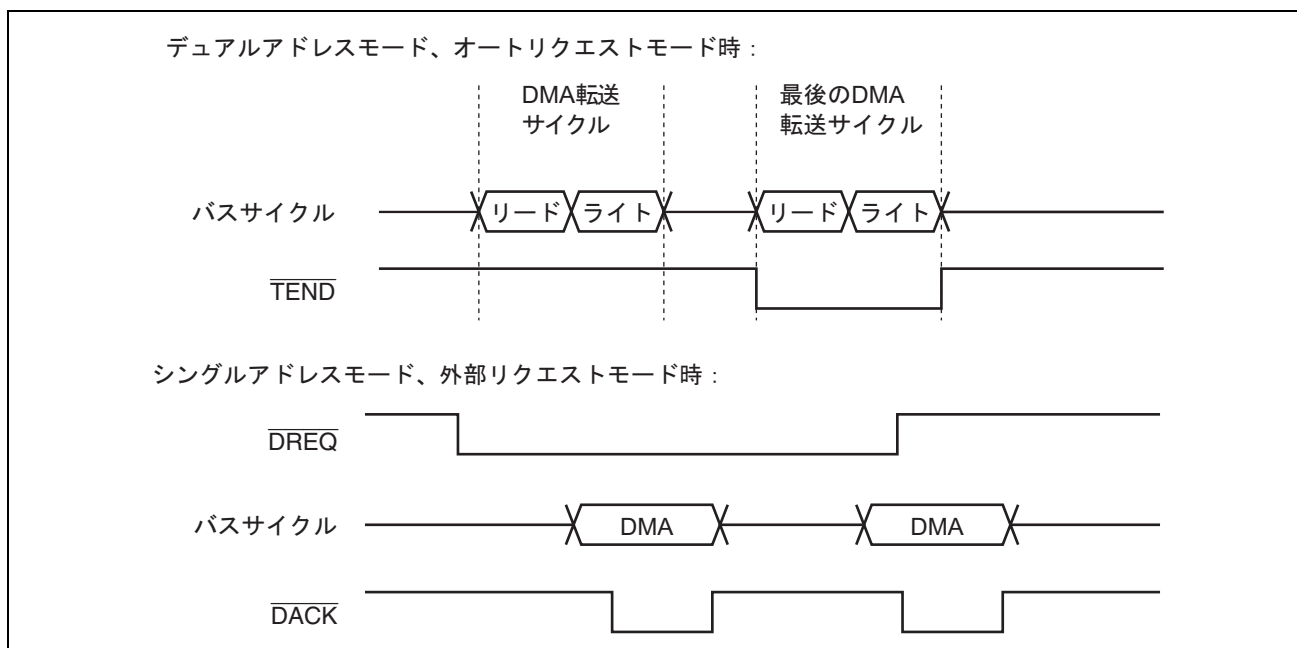 デュアルアドレスモード、オートリクエストモード時:
DMA転送
サイクル
最後のDMA
転送サイクル
バスサイクル
リード
ライト
リード
ライト
TEND
シングルアドレスモード、外部リクエストモード時:
DREQ
バスサイクル
DMA
DMA
DACK